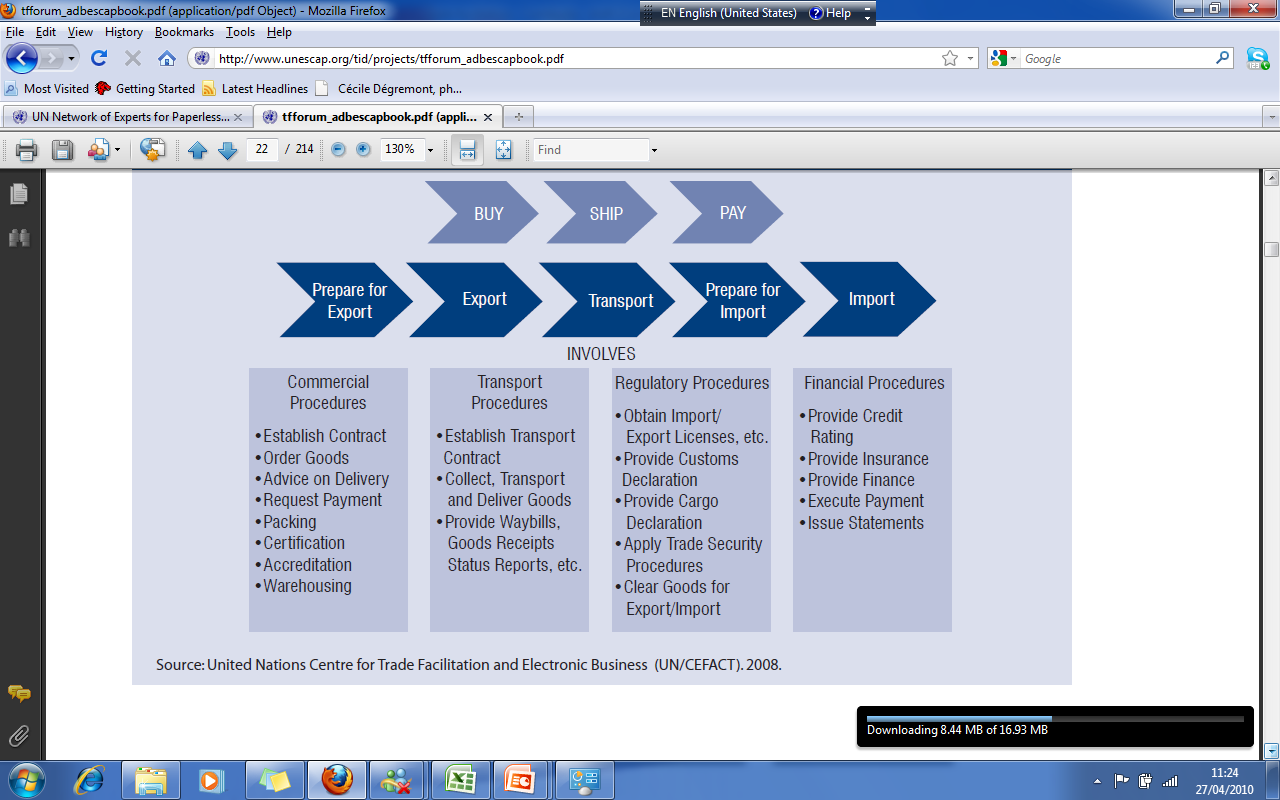 tfforum_adbescapbook.pdf (application/pdf Object) - Mozilla Firefox
EN English (United States) Help
File Edit View History Bookmarks Tools Help
http://www.unescap.org/tid/projects/tfforum_adbescapbook.pdf
Google
Most Visited Getting Started Latest Headlines Cécile Dégremont, ph...
UN Network of Experts for Paperless...
tfforum_adbescapbook.pdf (appli...
22 / 214 130% Find
BUY
SHIP
PAY
Prepare for
Export
Export
Transport
Prepare for
Import
Import
INVOLVES
Commercial
Procedures
•Establish Contract
•Order Goods
•Advice on Delivery
•Request Payment
•Packing
•Certification
•Accreditation
•Warehousing
Transport
Procedures
•Establish Transport
Contract
•Collect, Transport
and Deliver Goods
•Provide Waybills,
Goods Receipts
Status Reports, etc.
Regulatory Procedures
•Obtain Import/
Export Licenses, etc.
•Provide Customs
Declaration
•Provide Cargo
Declaration
•Apply Trade Security
Procedures
•Clear Goods for
Export/Import
Financial Procedures
•Provide Credit
Rating
•Provide Insurance
•Provide Finance
•Execute Payment
•Issue Statements
Source: United Nations Centre for Trade Facilitation and Electronic Business (UN/CEFACT). 2008.
Downloading 8.44 MB of 16.93 MB
11:24
27/04/2010